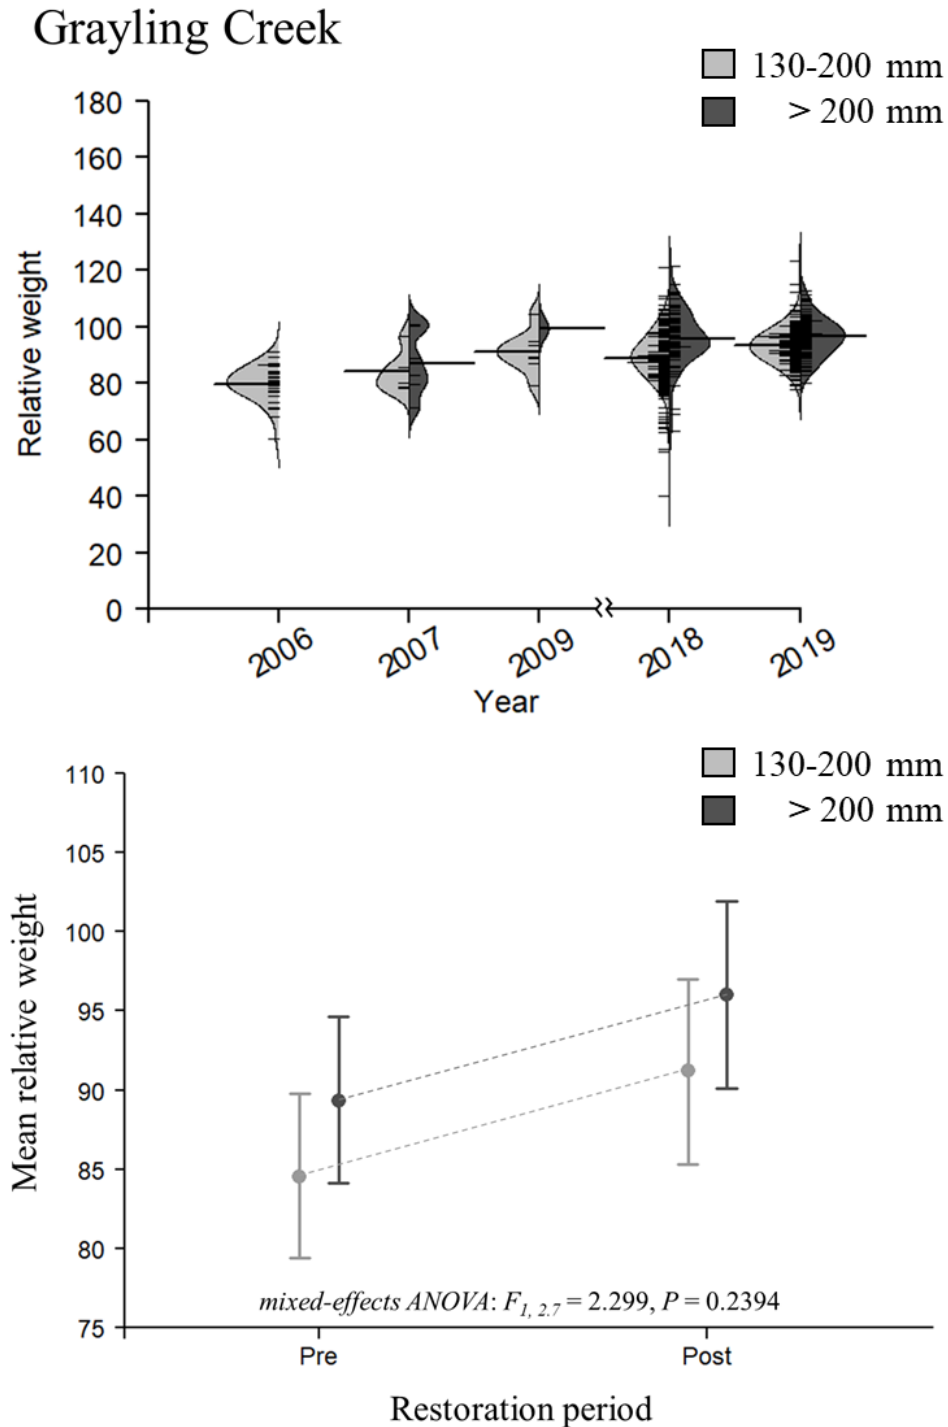 Grayling Creek
130-200 mm
> 200 mm
180
160
140
120
100
80
60
40
20
0
Relative weight
2006 2007 2009 2018 2019
Year
130-200 mm
> 200 mm
110
105
100
95
90
85
80
75
Mean relative weight
mixed-effects ANOVA: F1, 2.7 = 2.299, P = 0.2394
Pre Post
Restoration period